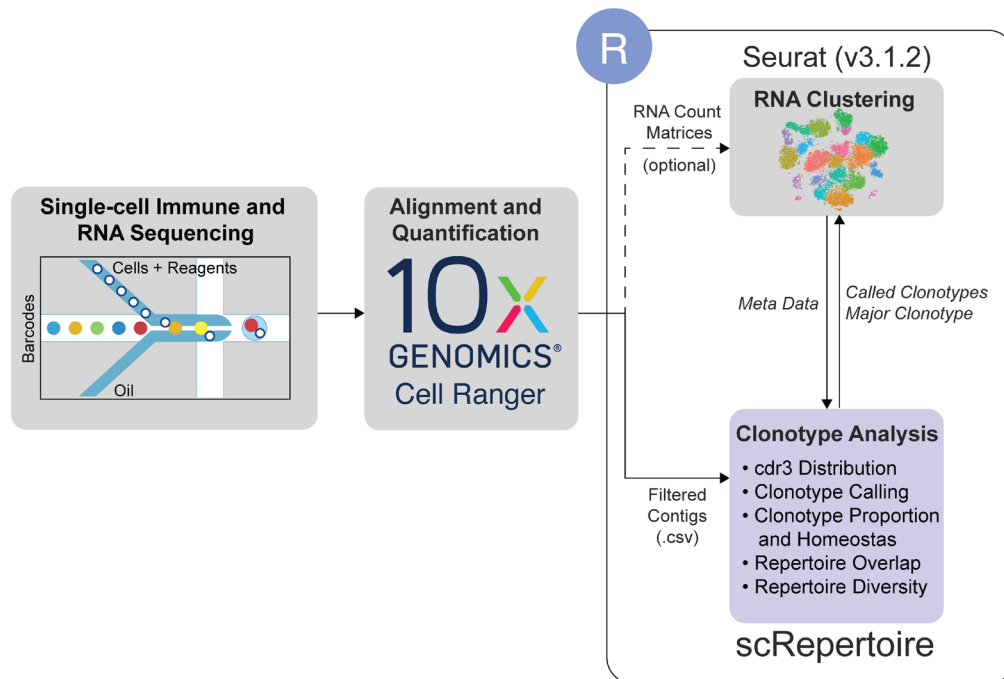 R
Seurat (v3.1.2)
RNA Clustering
RNA Count
Matrices
(optional)
Single-cell Immune and
RNA Sequencing
Cells + Reagents
Barcodes
Oil
Alignment and
Quantification
10x
GENOMICS®
Cell Ranger
Meta Data
Called Clonotypes
Major Clonotype
Filtered
Contigs
(.csv)
Clonotype Analysis
• cdr3 Distribution
• Clonotype Calling
• Clonotype Proportion
and Homeostas
• Repertoire Overlap
• Repertoire Diversity
scRepertoire